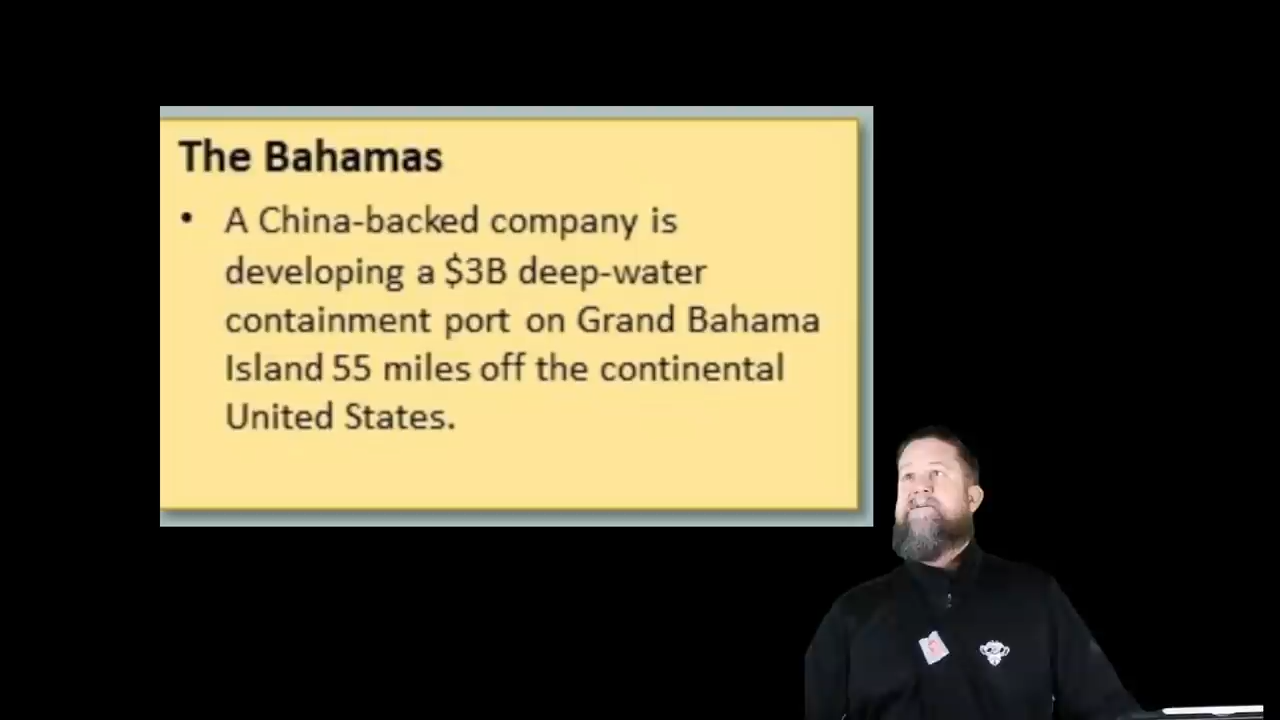 The Bahamas
• A China-backed company is
developing a $3B deep-water
containment port on Grand Bahama
Island 55 miles off the continental
United States.